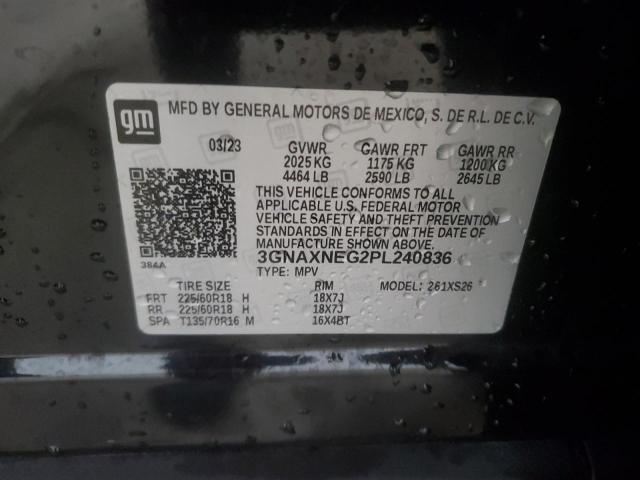 gm
MFD BY GENERAL MOTORS DE MEXICO, S. DE R.L. DE C.V.
03/23 GVWR GAWR FRT GAWR RR
2025 KG 1175 KG 1200 KG
4464 LB 2590 LB 2645 LB
THIS VEHICLE CONFORMS TO ALL
APPLICABLE U.S. FEDERAL MOTOR
VEHICLE SAFETY AND THEFT PREVENTION
STANDARDS IN EFFECT ON THE DATE OF
MANUFACTURE SHOWN ABOVE.
384A 3GNAXNEG2PL240836
TYPE: MPV
TIRE SIZE RIM MODEL: 261XS26
FRT 225/60R18 H 18X7J
RR 225/60R18 H 18X7J
SPA T135/70R16 M 16X4BT